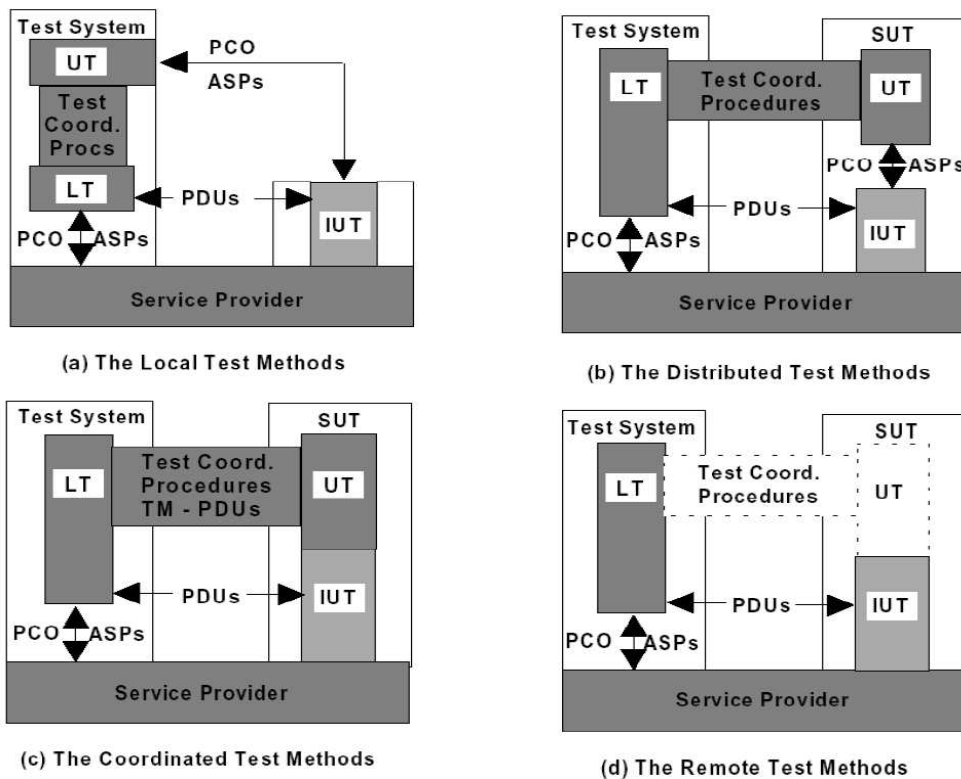 Test System
UT
PCO
ASPs
Test
Coord.
Procs
LT
PDUs
IUT
PCO ASPs
Service Provider
(a) The Local Test Methods
Test System
SUT
LT
Test Coord.
Procedures
UT
PCO ASPs
PDUs
IUT
PCO ASPs
Service Provider
(b) The Distributed Test Methods
Test System
SUT
LT
Test Coord.
Procedures
TM - PDUs
UT
PDUs
IUT
PCO ASPs
Service Provider
(c) The Coordinated Test Methods
Test System
SUT
LT
Test Coord.
Procedures
UT
PDUs
IUT
PCO ASPs
Service Provider
(d) The Remote Test Methods